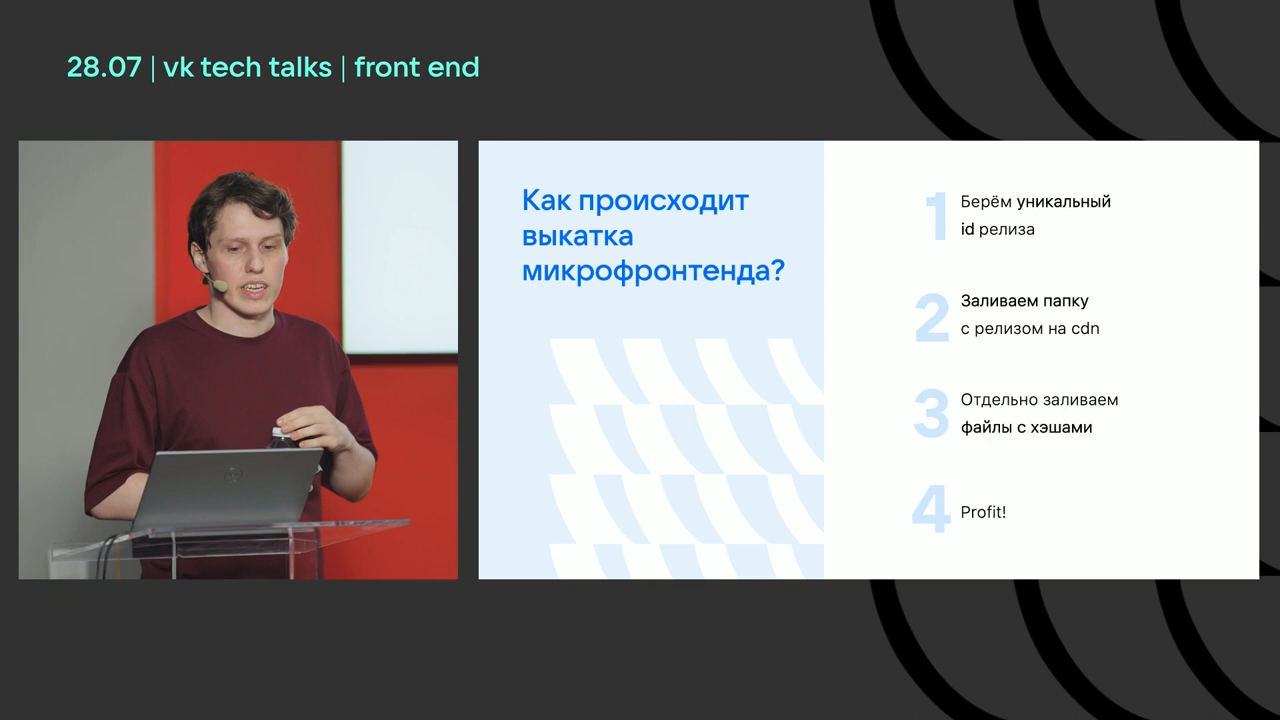 28.07 | vk tech talks | front end
Как происходит
выкатка
микрофронтенда?
1 Берём уникальный
id релиза
2 Заливаем папку
с релизом на cdn
3 Отдельно заливаем
файлы с хэшами
4 Profit!